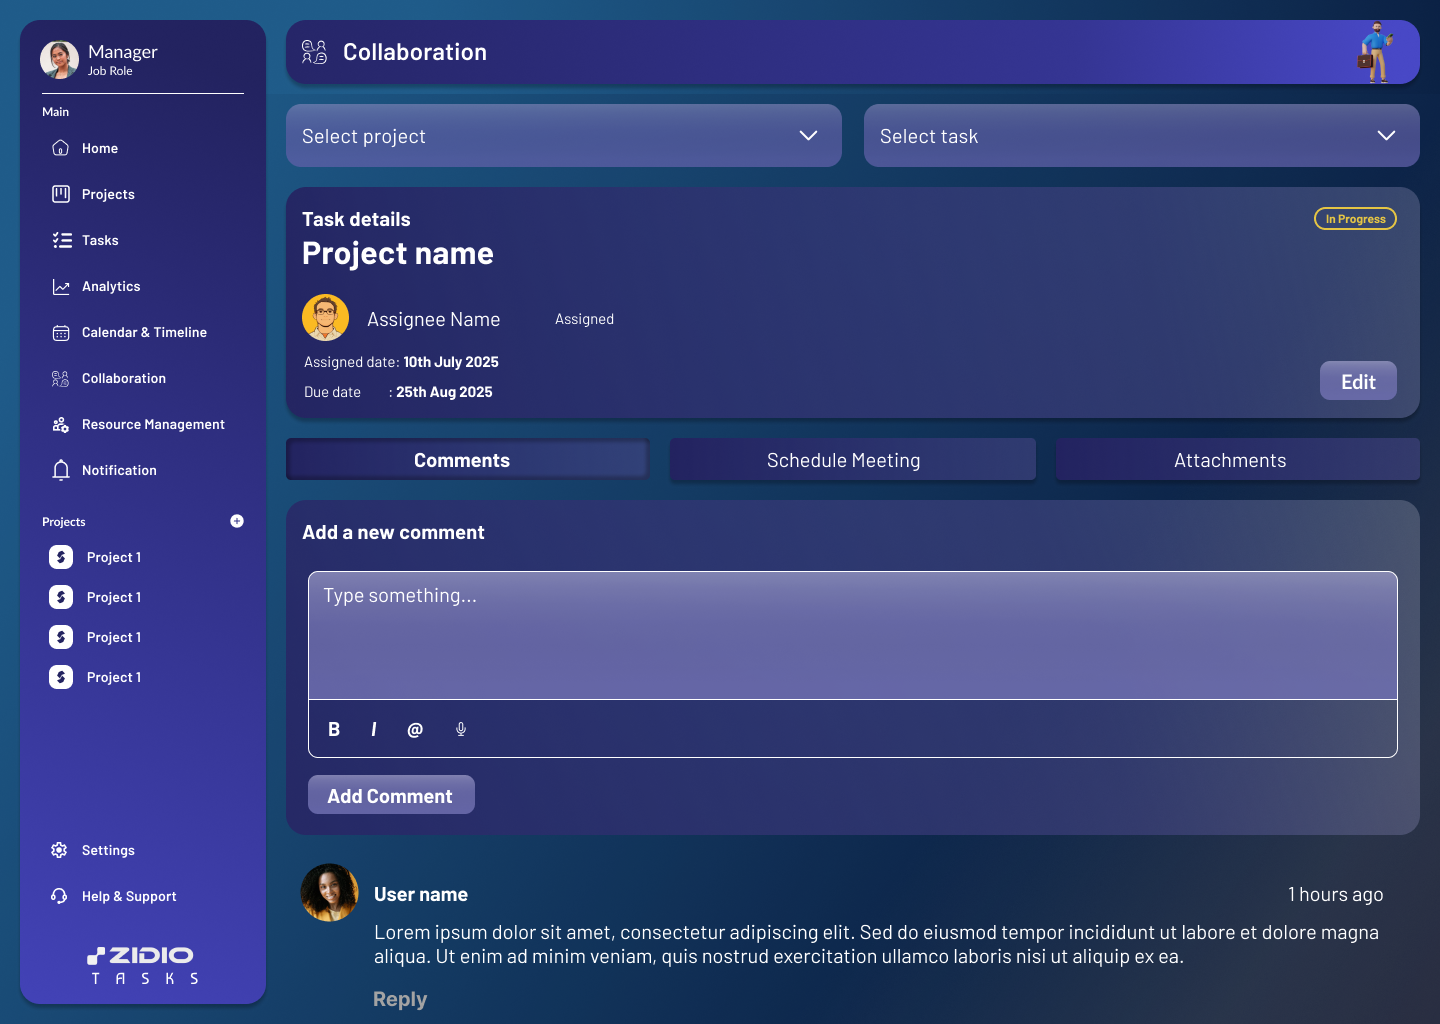 Manager
Job Role
Main
Home
Projects
Tasks
Analytics
Calendar & Timeline
Collaboration
Resource Management
Notification
Projects
Project 1
Project 1
Project 1
Project 1
Settings
Help & Support
ZIDIO
TASKS
Collaboration
Select project
Select task
Task details
In Progress
Project name
Assignee Name Assigned
Assigned date: 10th July 2025
Due date : 25th Aug 2025
Edit
Comments
Schedule Meeting
Attachments
Add a new comment
Type something...
B I @
Add Comment
User name
1 hours ago
Lorem ipsum dolor sit amet, consectetur adipiscing elit. Sed do eiusmod tempor incididunt ut labore et dolore magna
aliqua. Ut enim ad minim veniam, quis nostrud exercitation ullamco laboris nisi ut aliquip ex ea.
Reply